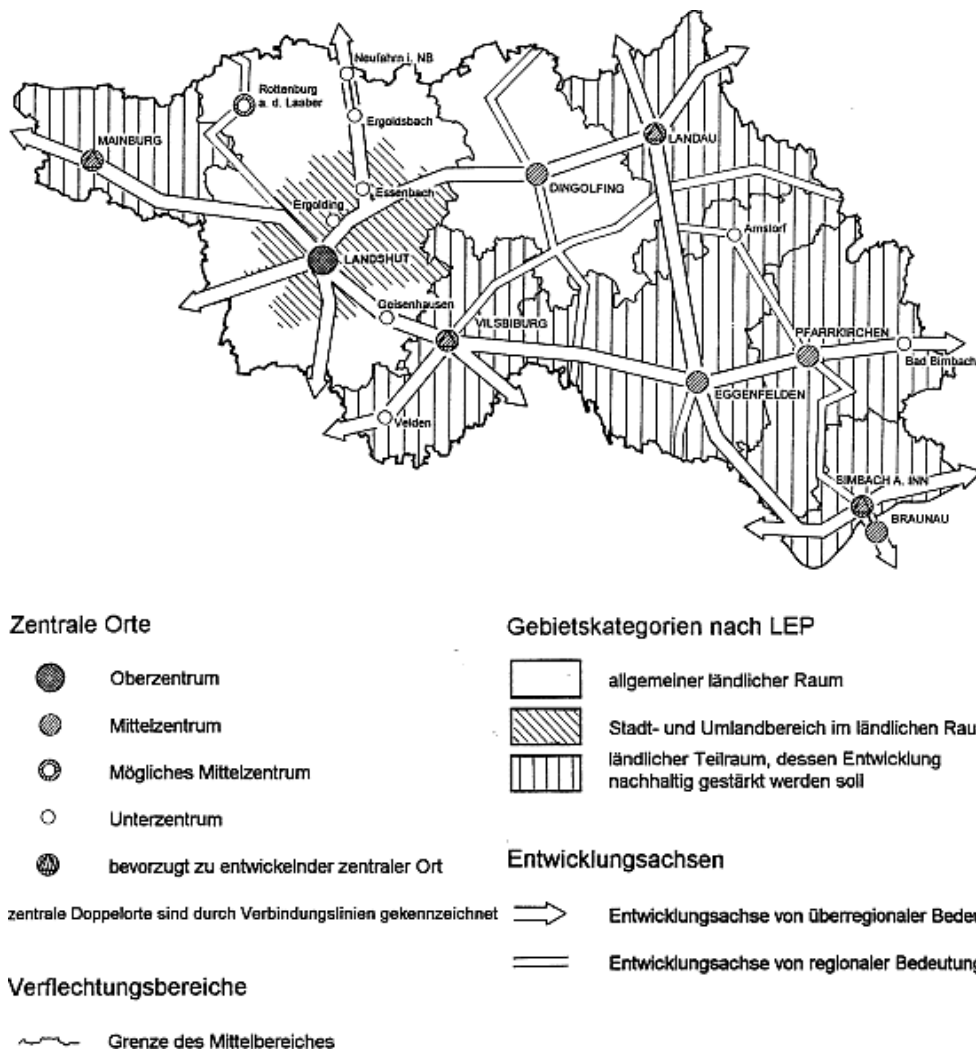 Neufahrn i. NB
Rottenburg
a. d. Laaber
Ergoldsbach
MAINBURG
LANDAU
DINGOLFING
Essenbach
Ergolding
Arnstorf
LANDSHUT
Geisenhausen
VILSBIBURG
PFARRKIRCHEN
Bad Birnbach
EGGENFELDEN
Velden
SIMBACH A. INN
BRAUNAU
Zentrale Orte
Oberzentrum
Mittelzentrum
Mögliches Mittelzentrum
Unterzentrum
bevorzugt zu entwickelnder zentraler Ort
zentrale Doppelorte sind durch Verbindungslinien gekennzeichnet
Verflechtungsbereiche
Grenze des Mittelbereiches
Gebietskategorien nach LEP
allgemeiner ländlicher Raum
Stadt- und Umlandbereich im ländlichen Rau
ländlicher Teilraum, dessen Entwicklung
nachhaltig gestärkt werden soll
Entwicklungsachsen
Entwicklungsachse von überregionaler Bede
Entwicklungsachse von regionaler Bedeutung